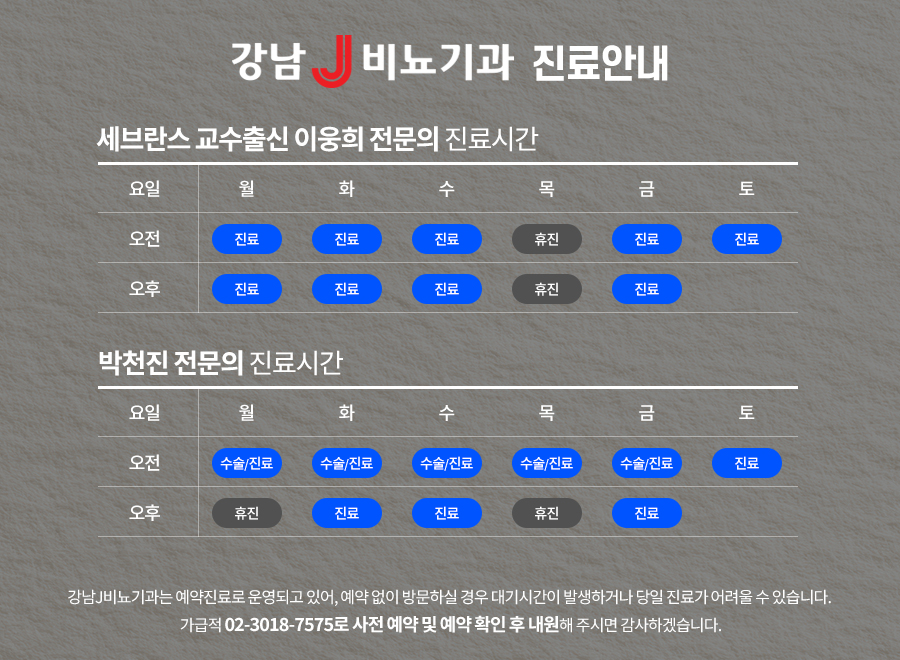 강남 J 비뇨기과 진료안내
세브란스 교수출신 이웅희 전문의 진료시간
요일 월 화 수 목 금 토
오전 진료 진료 진료 휴진 진료 진료
오후 진료 진료 진료 휴진 진료
박천진 전문의 진료시간
요일 월 화 수 목 금 토
오전 수술/진료 수술/진료 수술/진료 수술/진료 수술/진료 진료
오후 휴진 진료 진료 휴진 진료
강남J비뇨기과는 예약진료로 운영되고 있어, 예약 없이 방문하실 경우 대기시간이 발생하거나 당일 진료가 어려울 수 있습니다.
가급적 02-3018-7575로 사전 예약 및 예약 확인 후 내원해 주시면 감사하겠습니다.